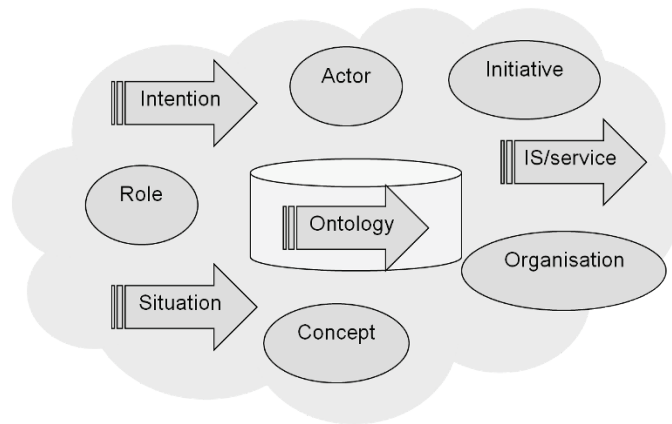 Actor
Initiative
Intention
IS/service
Role
Ontology
Organisation
Situation
Concept